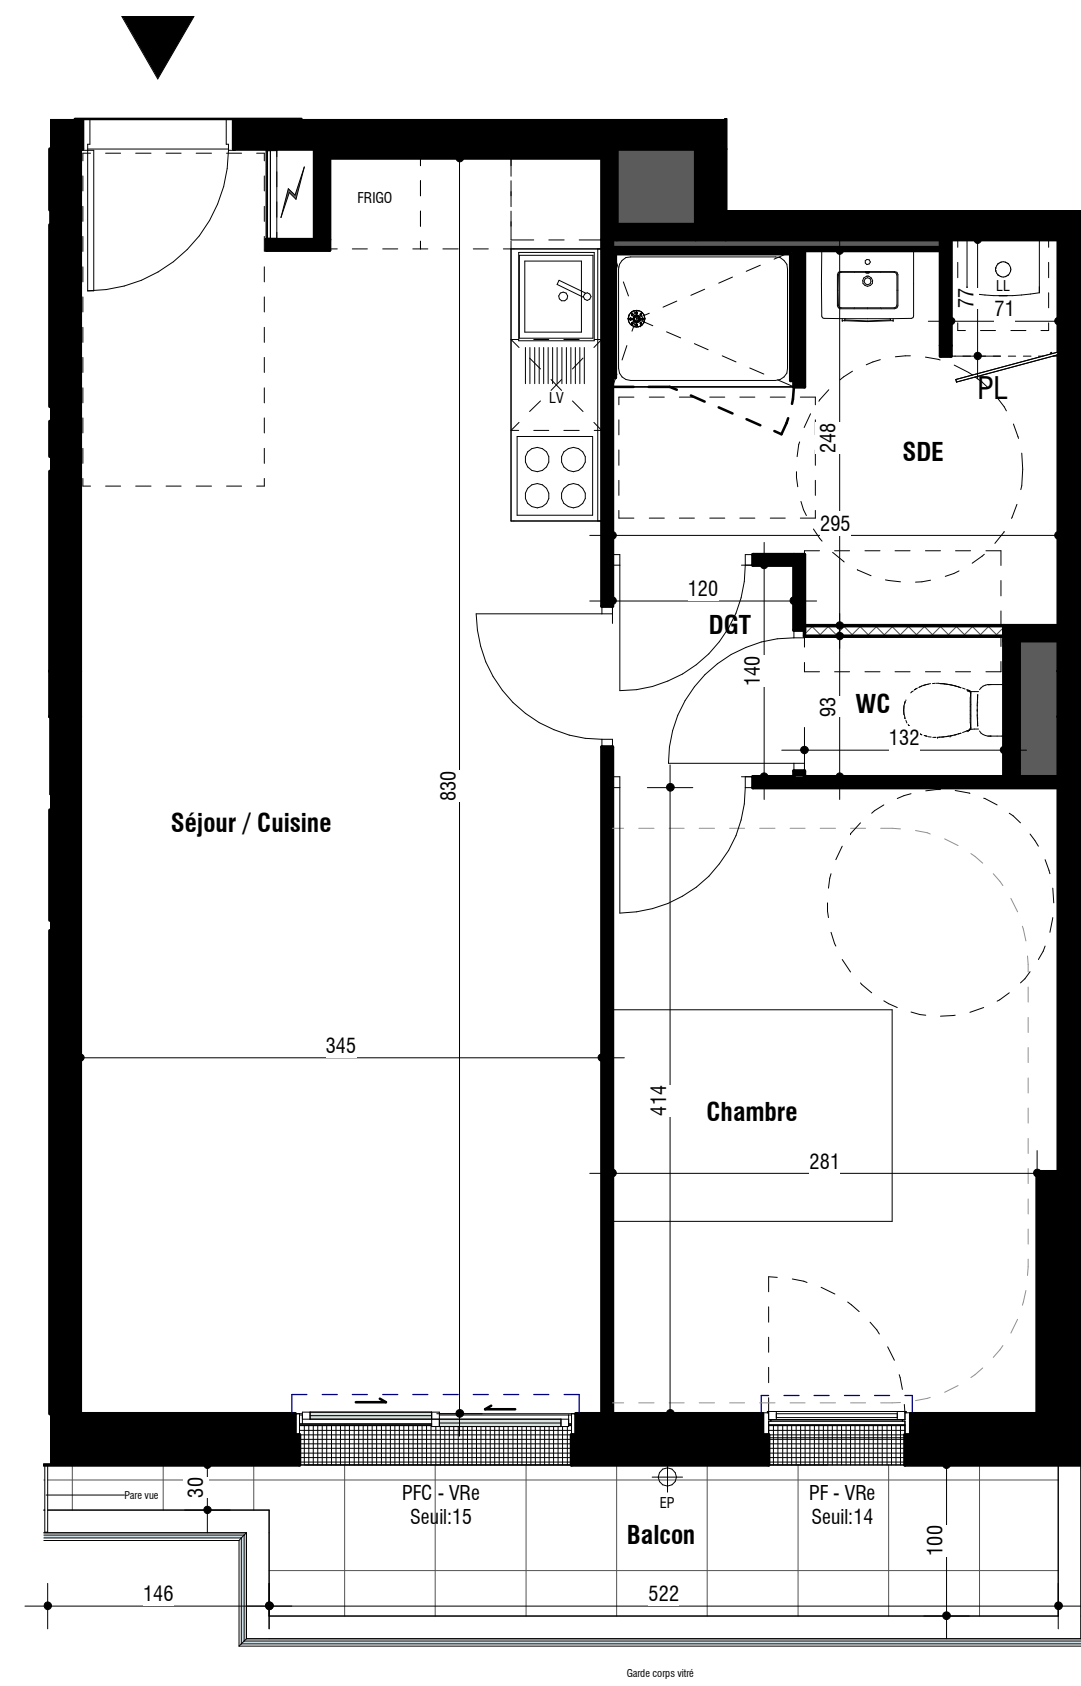 FRIGO
LL
77
71
PL
LV
248
SDE
295
120
DGT
140
93
WC
132
830
Séjour / Cuisine
345
414
Chambre
281
30
Pare vue
PFC - VRe
Seuil:15
EP
PF - VRe
Seuil:14
Balcon
100
146
522
Garde corps vitré